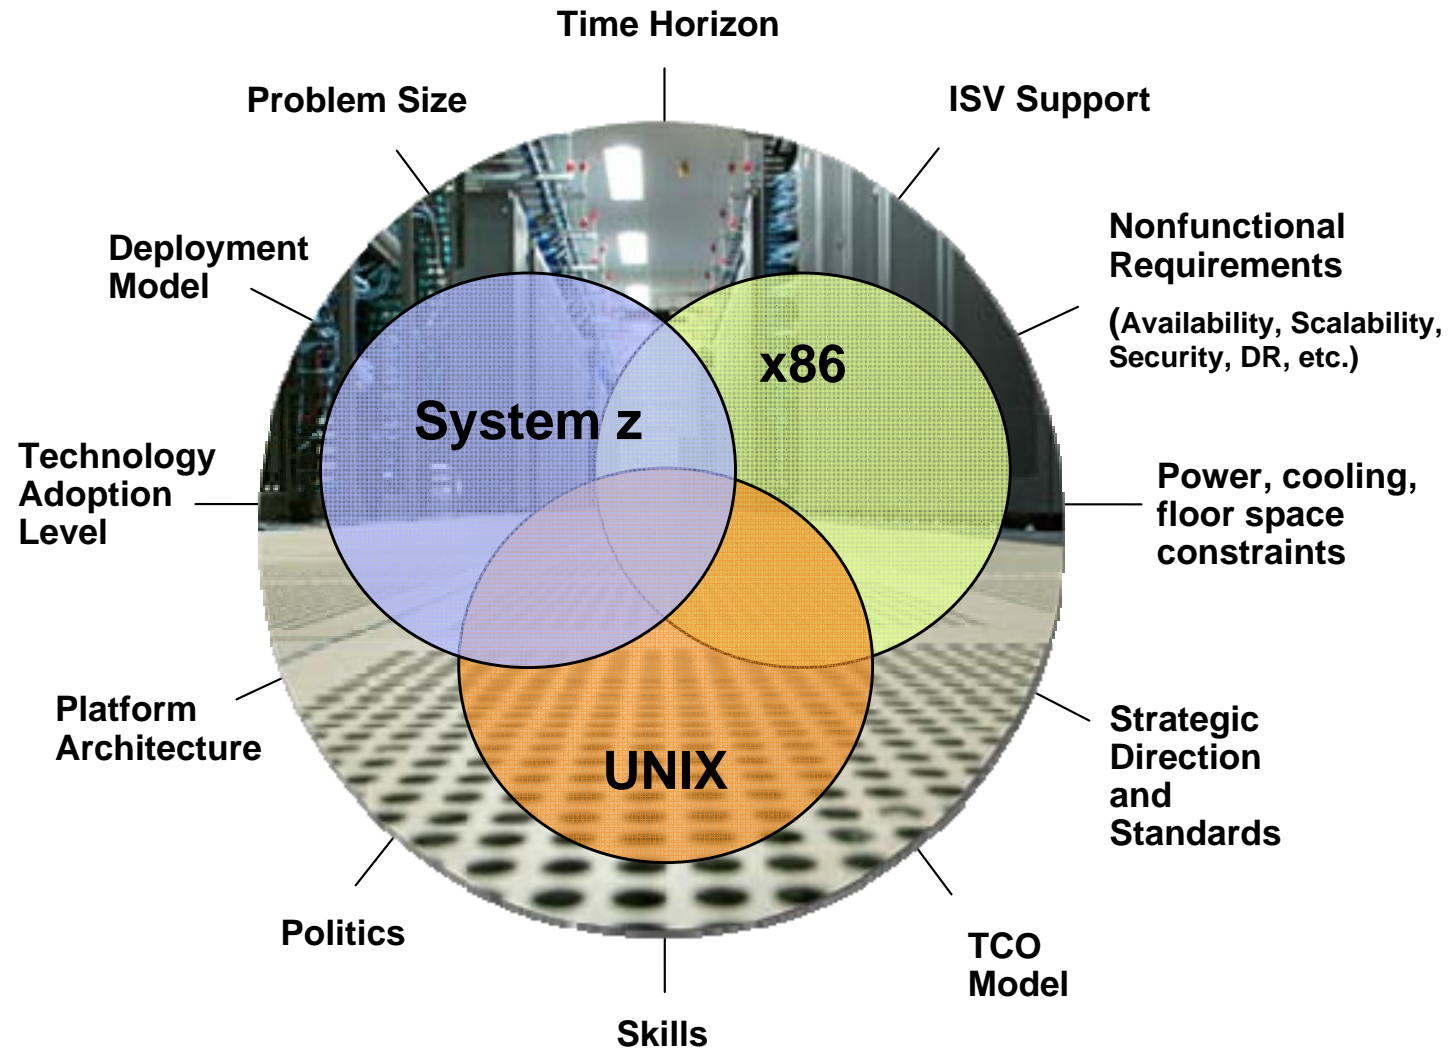 Time Horizon
Problem Size
ISV Support
Deployment
Model
Nonfunctional
Requirements
(Availability, Scalability,
Security, DR, etc.)
x86
System z
Technology
Adoption
Level
Power, cooling,
floor space
constraints
Platform
Architecture
Strategic
Direction
and
Standards
UNIX
Politics
TCO
Model
Skills